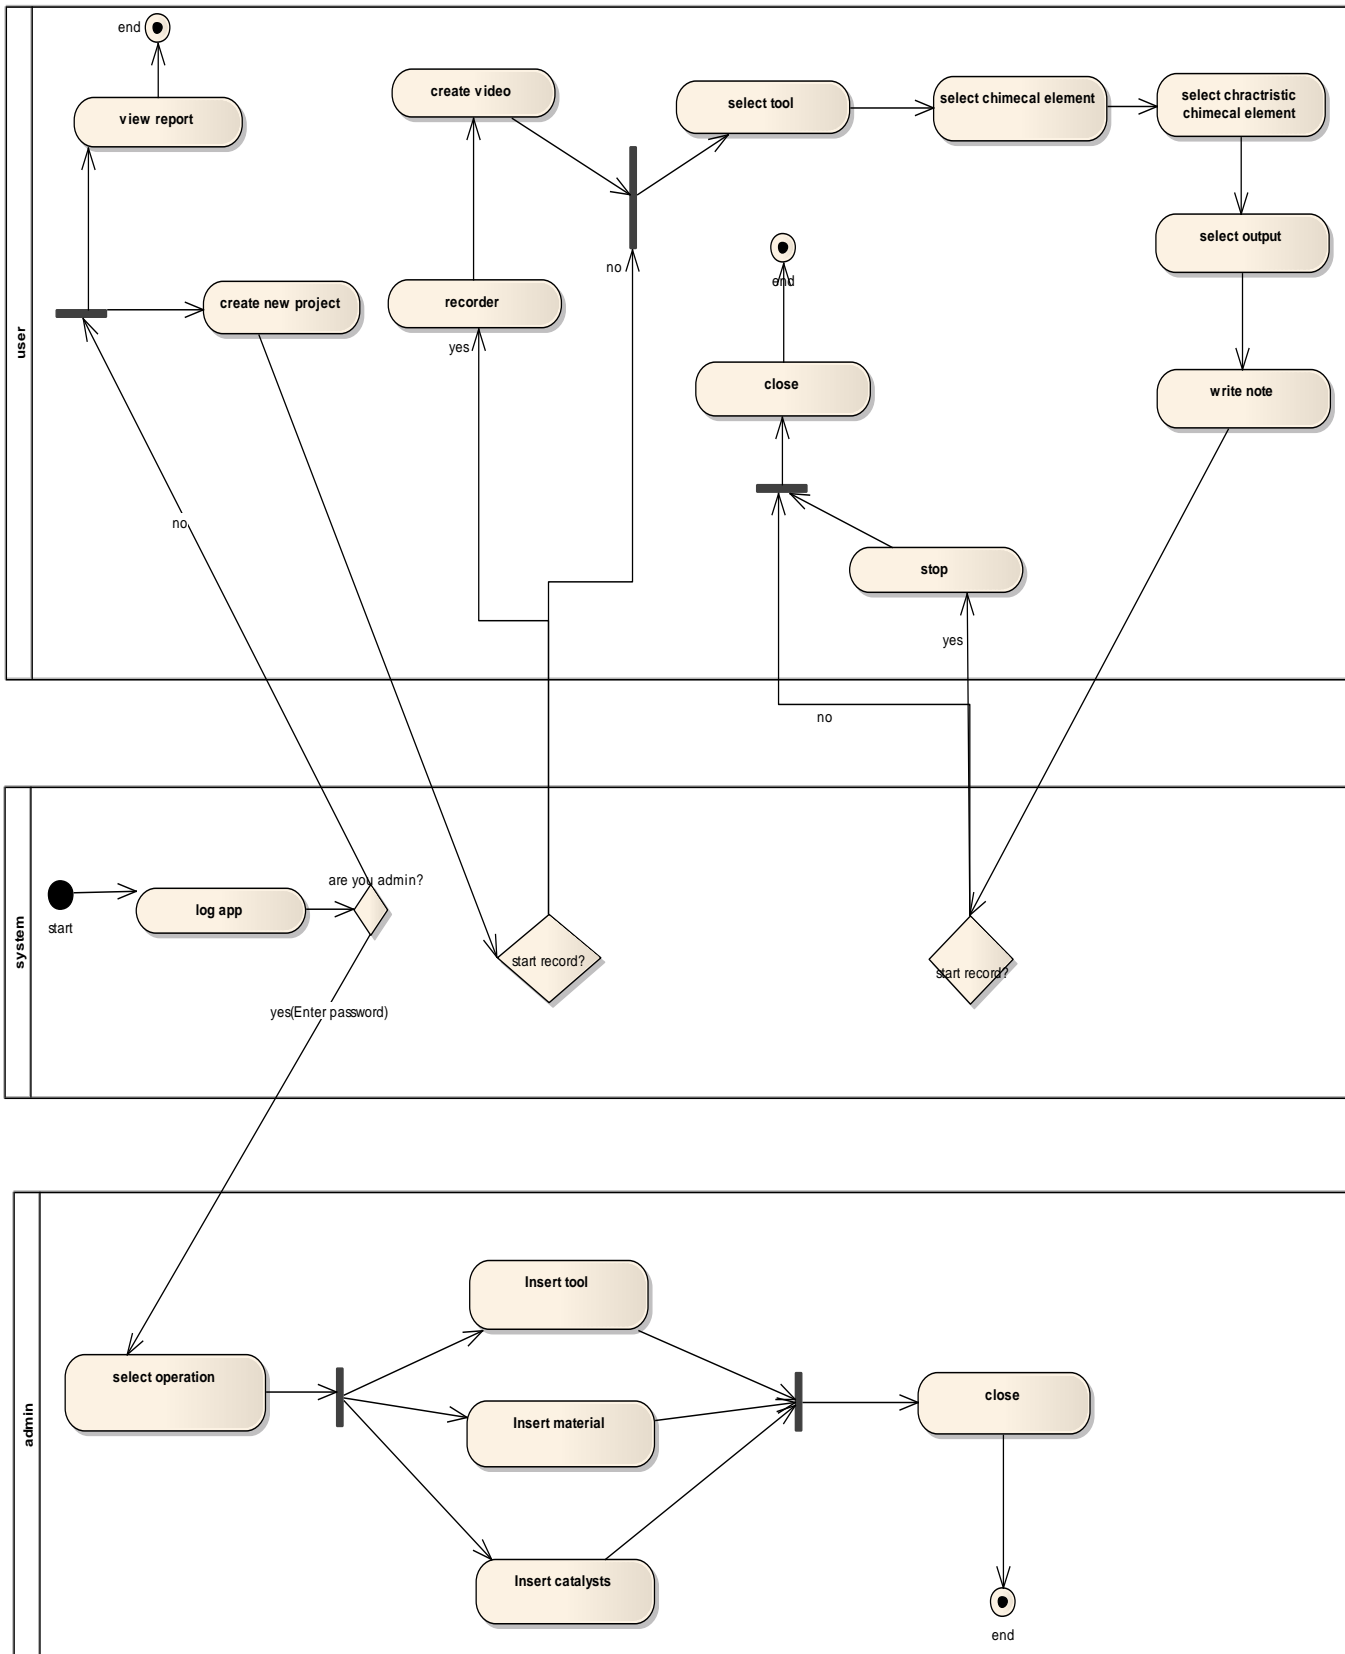 end
view report
create video
select tool
select chimecal element
select chractristic
chimecal element
select output
no
end
create new project
recorder
yes
user
close
write note
no
stop
yes
no
are you admin?
log app
start
system
start record?
start record?
yes(Enter password)
Insert tool
select operation
close
admin
Insert material
Insert catalysts
end